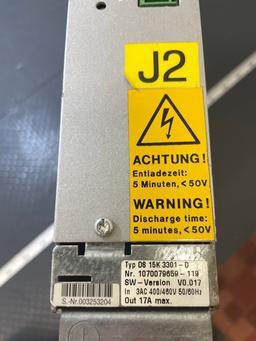 J2
ACHTUNG!
Entladezeit:
5 Minuten, < 50V
WARNING!
Discharge time:
5 minutes, < 50V
Typ DS 15K 3301-D
Nr. 1070079659-119
SW-Version V0.017
In 3AC 400/460V 50/60Hz
Out 17A max.
S.-Nr.003253204